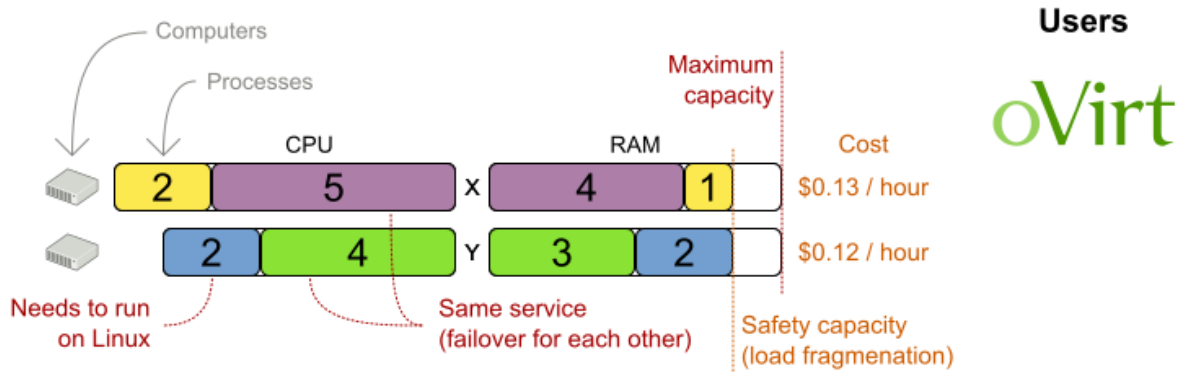 Users
oVirt
Computers
Processes
Maximum
capacity
CPU
RAM
Cost
2 5 X 4 1 $0.13 / hour
2 4 Y 3 2 $0.12 / hour
Needs to run
on Linux
Same service
(failover for each other)
Safety capacity
(load fragmenation)